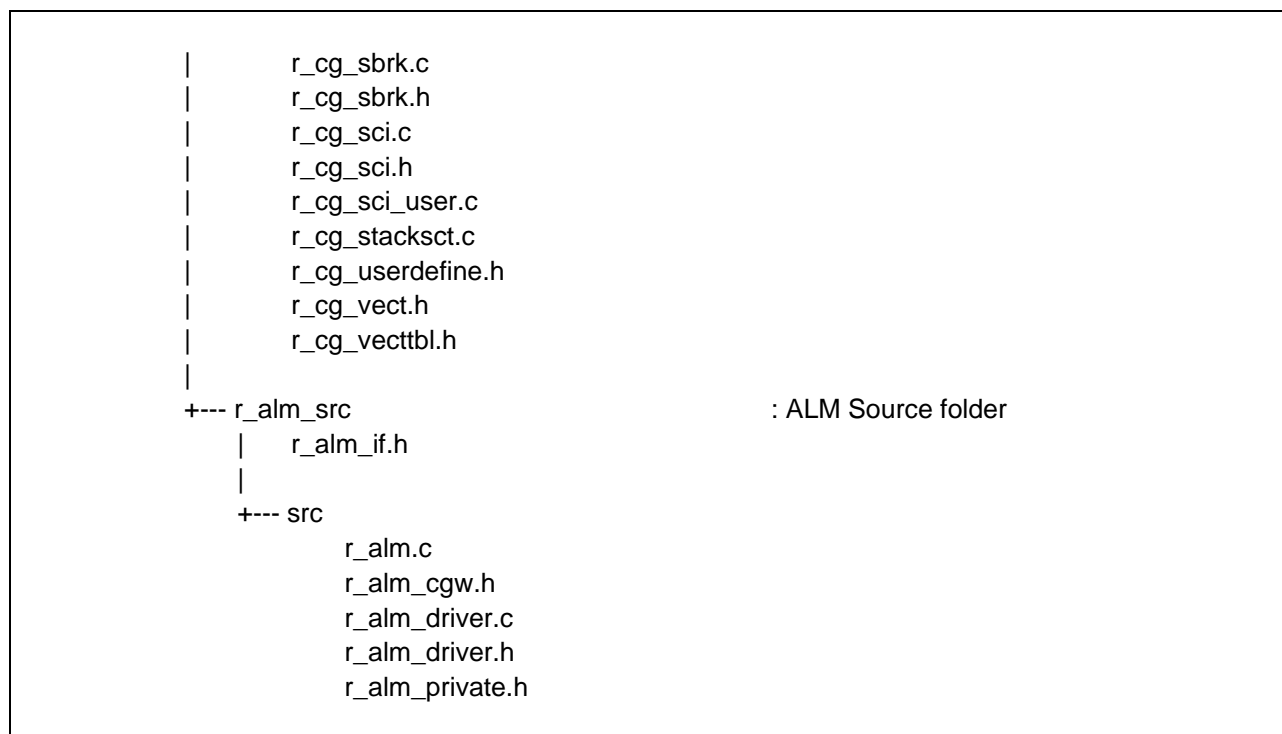 |       r_cg_sbrk.c
|       r_cg_sbrk.h
|       r_cg_sci.c
|       r_cg_sci.h
|       r_cg_sci_user.c
|       r_cg_stacksct.c
|       r_cg_userdefine.h
|       r_cg_vect.h
|       r_cg_vecttbl.h
|
+--- r_alm_src                    : ALM Source folder
    |    r_alm_if.h
    |
    +--- src
            r_alm.c
            r_alm_cgw.h
            r_alm_driver.c
            r_alm_driver.h
            r_alm_private.h